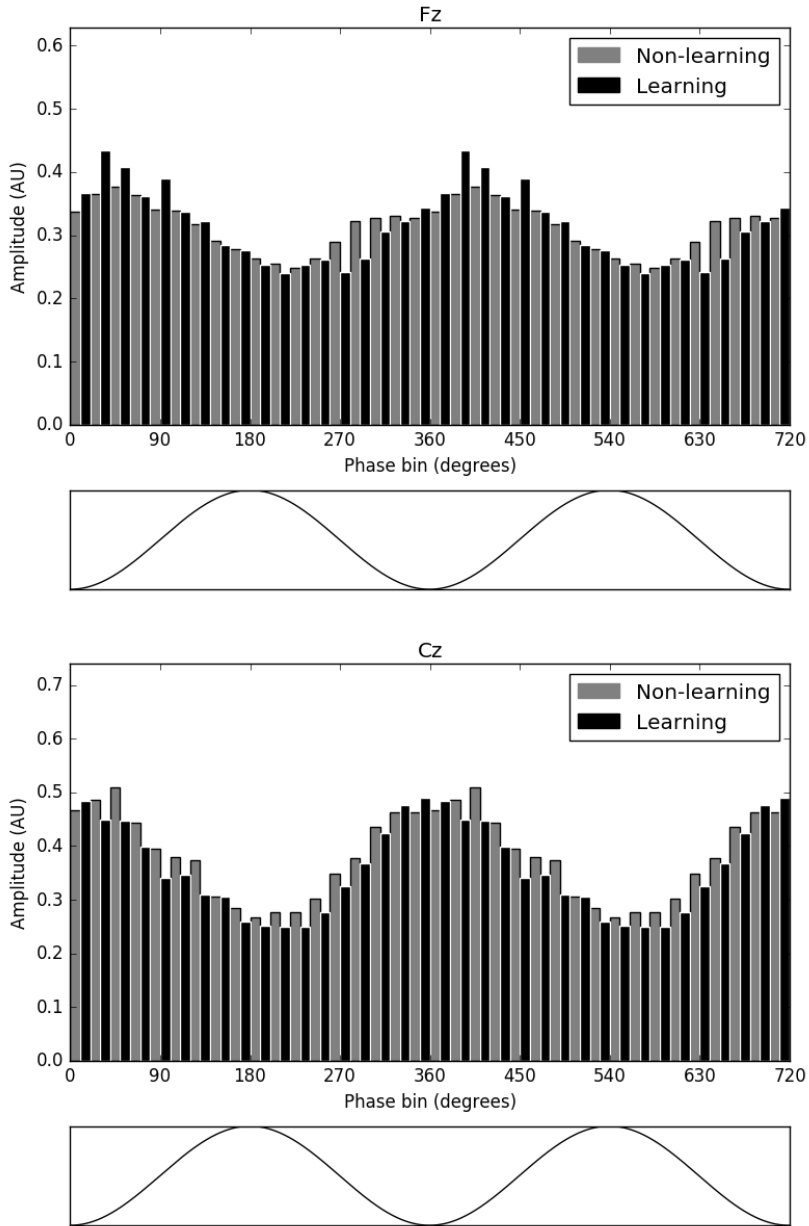 Fz
0.6
0.5
0.4
0.3
0.2
0.1
0.0
Amplitude (AU)
Non-learning
Learning
0 90 180 270 360 450 540 630 720
Phase bin (degrees)
Cz
0.7
0.6
0.5
0.4
0.3
0.2
0.1
0.0
Amplitude (AU)
Non-learning
Learning
0 90 180 270 360 450 540 630 720
Phase bin (degrees)